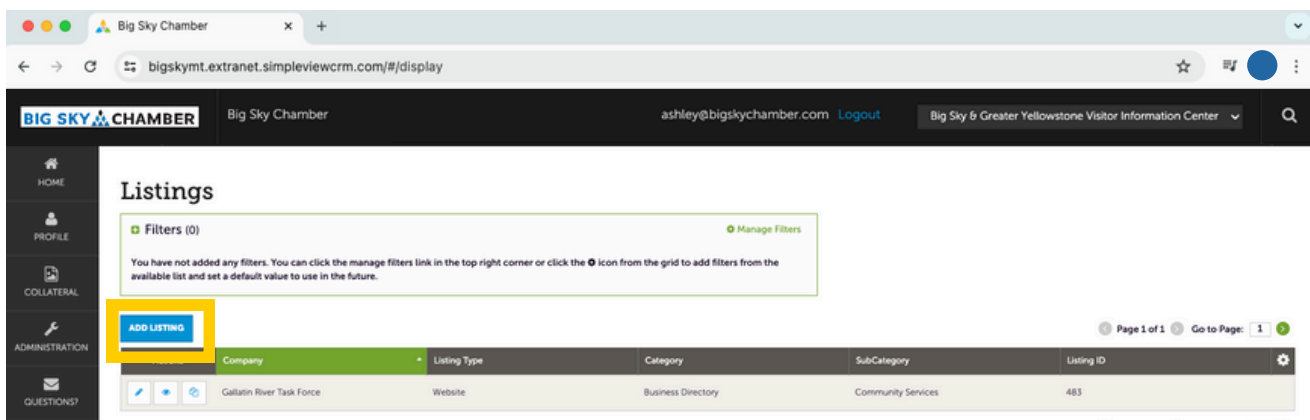 Big Sky Chamber
bigskymt.extranet.simpleviewcrm.com/#/display
BIG SKY CHAMBER
Big Sky Chamber
ashley@bigskychamber.com Logout
Big Sky & Greater Yellowstone Visitor Information Center
HOME
PROFILE
COLLATERAL
ADMINISTRATION
QUESTIONS?
Listings
Filters (0)
Manage Filters
You have not added any filters. You can click the manage filters link in the top right corner or click the icon from the grid to add filters from the
available list and set a default value to use in the future.
ADD LISTING
Page 1 of 1 Go to Page: 1
Company Listing Type Category SubCategory Listing ID
Gallatin River Task Force Website Business Directory Community Services 483